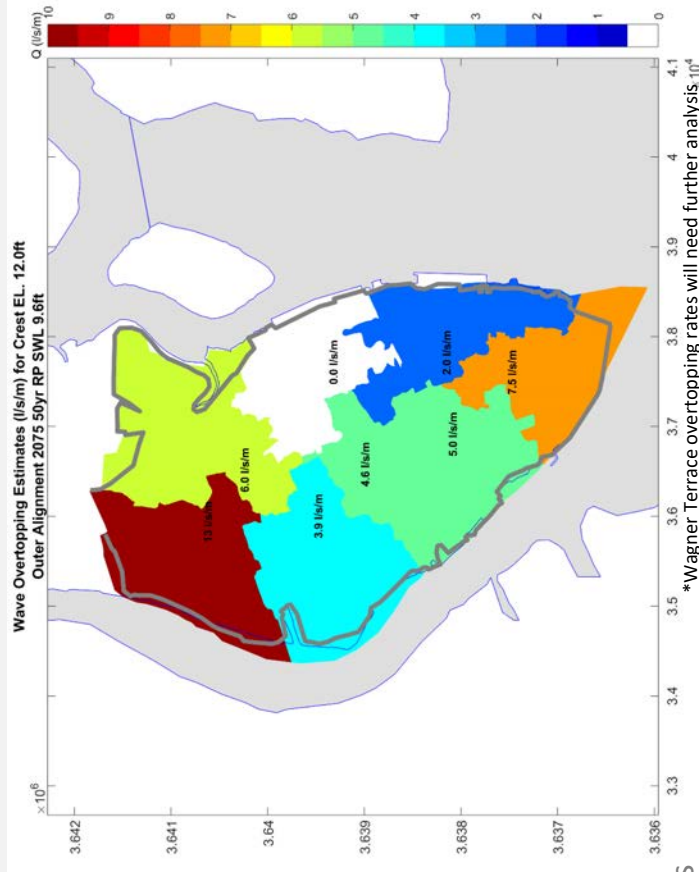 Wave Overtopping Estimates (l/s/m) for Crest EL. 12.0ft
Outer Alignment 2075 50yr RP SWL 9.6ft
×10⁶
3.642
3.641
3.64
3.639
3.638
3.637
3.636
13 l/s/m
6.0 l/s/m
3.9 l/s/m
0.0 l/s/m
4.6 l/s/m
5.0 l/s/m
2.0 l/s/m
7.5 l/s/m
3.3 3.4 3.5 3.6 3.7 3.8 3.9 4 4.1
×10⁴
Q (l/s/m)
10
9
8
7
6
5
4
3
2
1
0
*Wagner Terrace overtopping rates will need further analysis